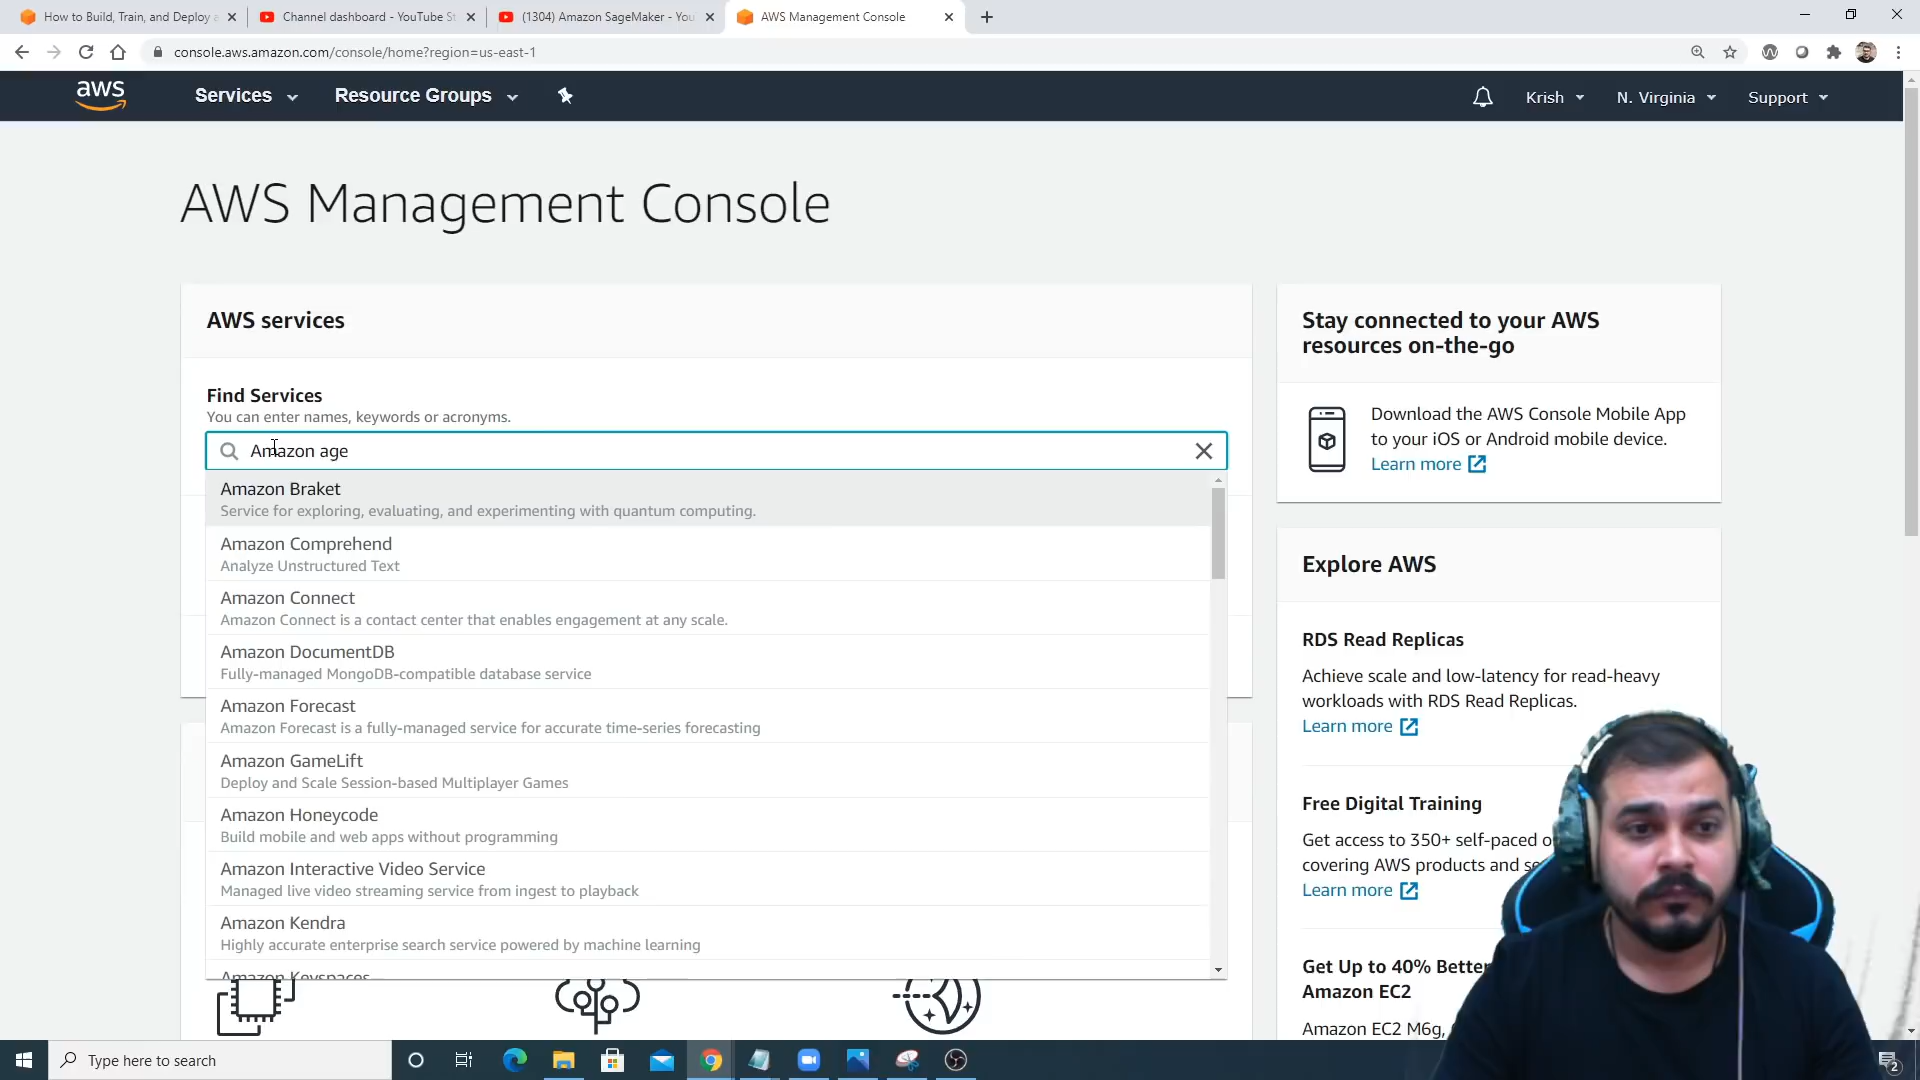 How to Build, Train, and Deploy
Channel dashboard - YouTube St
(1304) Amazon SageMaker - You
AWS Management Console
console.aws.amazon.com/console/home?region=us-east-1
aws
Services
Resource Groups
Krish
N. Virginia
Support
AWS Management Console
AWS services
Find Services
You can enter names, keywords or acronyms.
Amazon age
Amazon Braket
Service for exploring, evaluating, and experimenting with quantum computing.
Amazon Comprehend
Analyze Unstructured Text
Amazon Connect
Amazon Connect is a contact center that enables engagement at any scale.
Amazon DocumentDB
Fully-managed MongoDB-compatible database service
Amazon Forecast
Amazon Forecast is a fully-managed service for accurate time-series forecasting
Amazon GameLift
Deploy and Scale Session-based Multiplayer Games
Amazon Honeycode
Build mobile and web apps without programming
Amazon Interactive Video Service
Managed live video streaming service from ingest to playback
Amazon Kendra
Highly accurate enterprise search service powered by machine learning
Amazon Keyspaces
Stay connected to your AWS
resources on-the-go
Download the AWS Console Mobile App
to your iOS or Android mobile device.
Learn more
Explore AWS
RDS Read Replicas
Achieve scale and low-latency for read-heavy
workloads with RDS Read Replicas.
Learn more
Free Digital Training
Get access to 350+ self-paced
covering AWS products and
Learn more
Get Up to 40% Better
Amazon EC2
Amazon EC2 M6g,
Type here to search
2